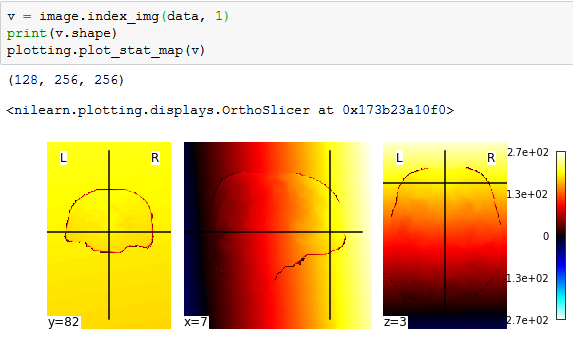 v = image.index_img(data, 1)
print(v.shape)
plotting.plot_stat_map(v)
(128, 256, 256)
<nilearn.plotting.displays.OrthoSlicer at 0x173b23a10f0>
L R
L R
2.7e+02
1.3e+02
0
1.3e+02
2.7e+02
y=82
x=7
z=3